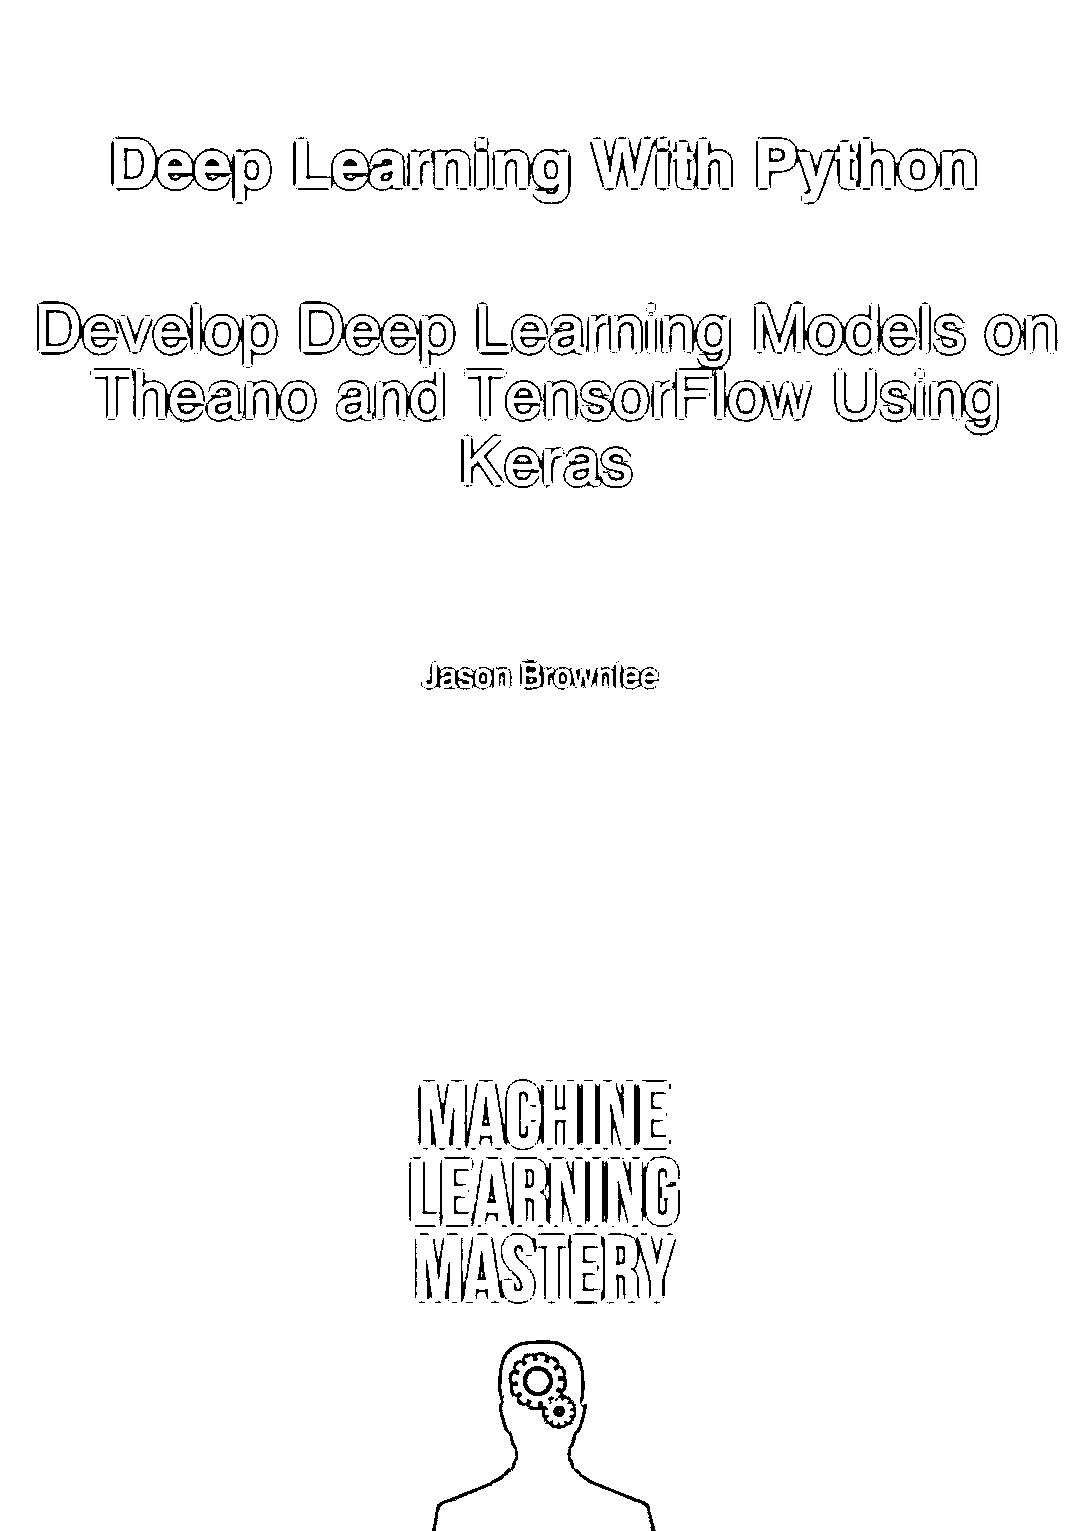 Deep Learning With Python
Develop Deep Learning Models on
Theano and TensorFlow Using
Keras
Jason Brownlee
MACHINE
LEARNING
MASTERY